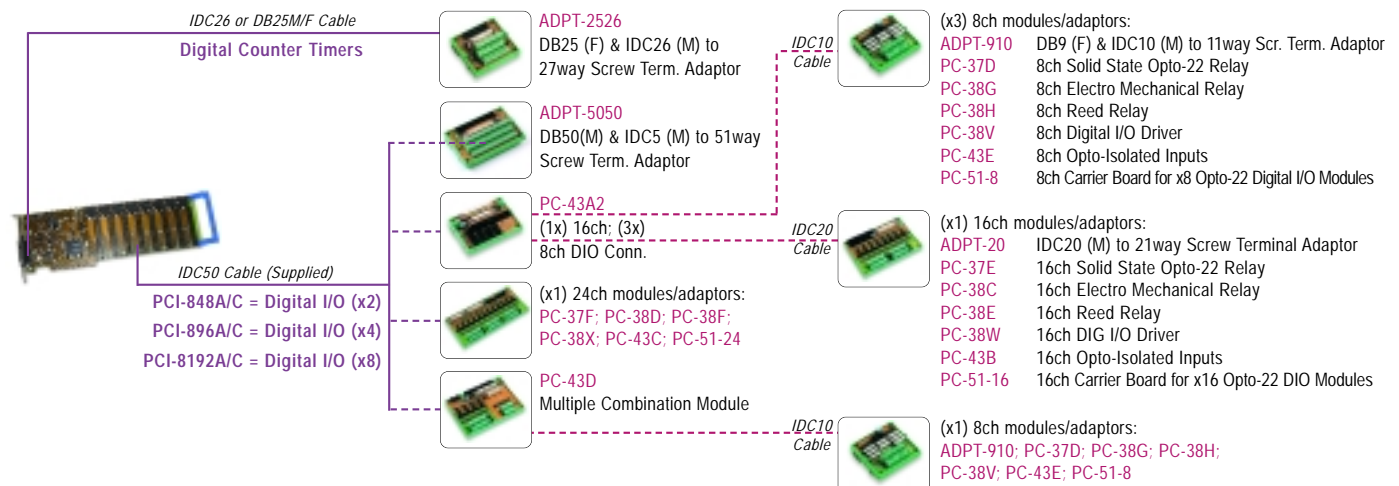 IDC26 or DB25M/F Cable
Digital Counter Timers
IDC50 Cable (Supplied)
PCI-848A/C = Digital I/O (x2)
PCI-896A/C = Digital I/O (x4)
PCI-8192A/C = Digital I/O (x8)
ADPT-2526
DB25 (F) & IDC26 (M) to
27way Screw Term. Adaptor
ADPT-5050
DB50(M) & IDC5 (M) to 51way
Screw Term. Adaptor
PC-43A2
(1x) 16ch; (3x)
8ch DIO Conn.
(x1) 24ch modules/adaptors:
PC-37F; PC-38D; PC-38F;
PC-38X; PC-43C; PC-51-24
PC-43D
Multiple Combination Module
IDC10
Cable
(x3) 8ch modules/adaptors:
ADPT-910 DB9 (F) & IDC10 (M) to 11way Scr. Term. Adaptor
PC-37D 8ch Solid State Opto-22 Relay
PC-38G 8ch Electro Mechanical Relay
PC-38H 8ch Reed Relay
PC-38V 8ch Digital I/O Driver
PC-43E 8ch Opto-Isolated Inputs
PC-51-8 8ch Carrier Board for x8 Opto-22 Digital I/O Modules
IDC20
Cable
(x1) 16ch modules/adaptors:
ADPT-20 IDC20 (M) to 21way Screw Terminal Adaptor
PC-37E 16ch Solid State Opto-22 Relay
PC-38C 16ch Electro Mechanical Relay
PC-38E 16ch Reed Relay
PC-38W 16ch DIG I/O Driver
PC-43B 16ch Opto-Isolated Inputs
PC-51-16 16ch Carrier Board for x16 Opto-22 DIO Modules
IDC10
Cable
(x1) 8ch modules/adaptors:
ADPT-910; PC-37D; PC-38G; PC-38H;
PC-38V; PC-43E; PC-51-8